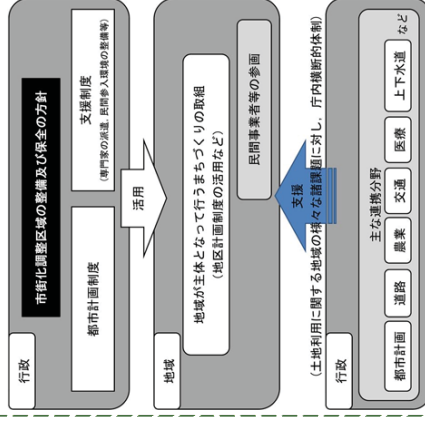 行政
市街化調整区域の整備及び保全の方針
都市計画制度
支援制度
(専門家の派遣、民間参入環境の整備等)
活用
地域
地域が主体となって行うまちづくりの取組
(地区計画制度の活用など)
民間事業者等の参画
支援
(土地利用に関する地域の様々な諸課題に対し、庁内横断的体制)
行政
主な連携分野
都市計画
道路
農業
交通
医療
上下水道
など